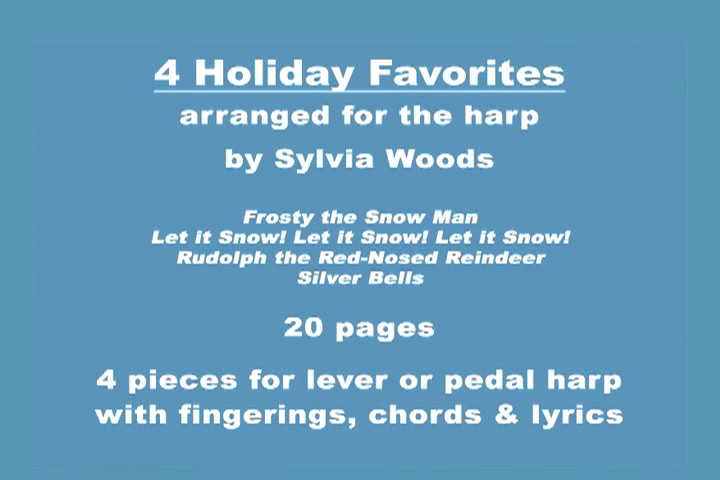 4 Holiday Favorites
arranged for the harp
by Sylvia Woods
Frosty the Snow Man
Let it Snow! Let it Snow! Let it Snow!
Rudolph the Red-Nosed Reindeer
Silver Bells
20 pages
4 pieces for lever or pedal harp
with fingerings, chords & lyrics